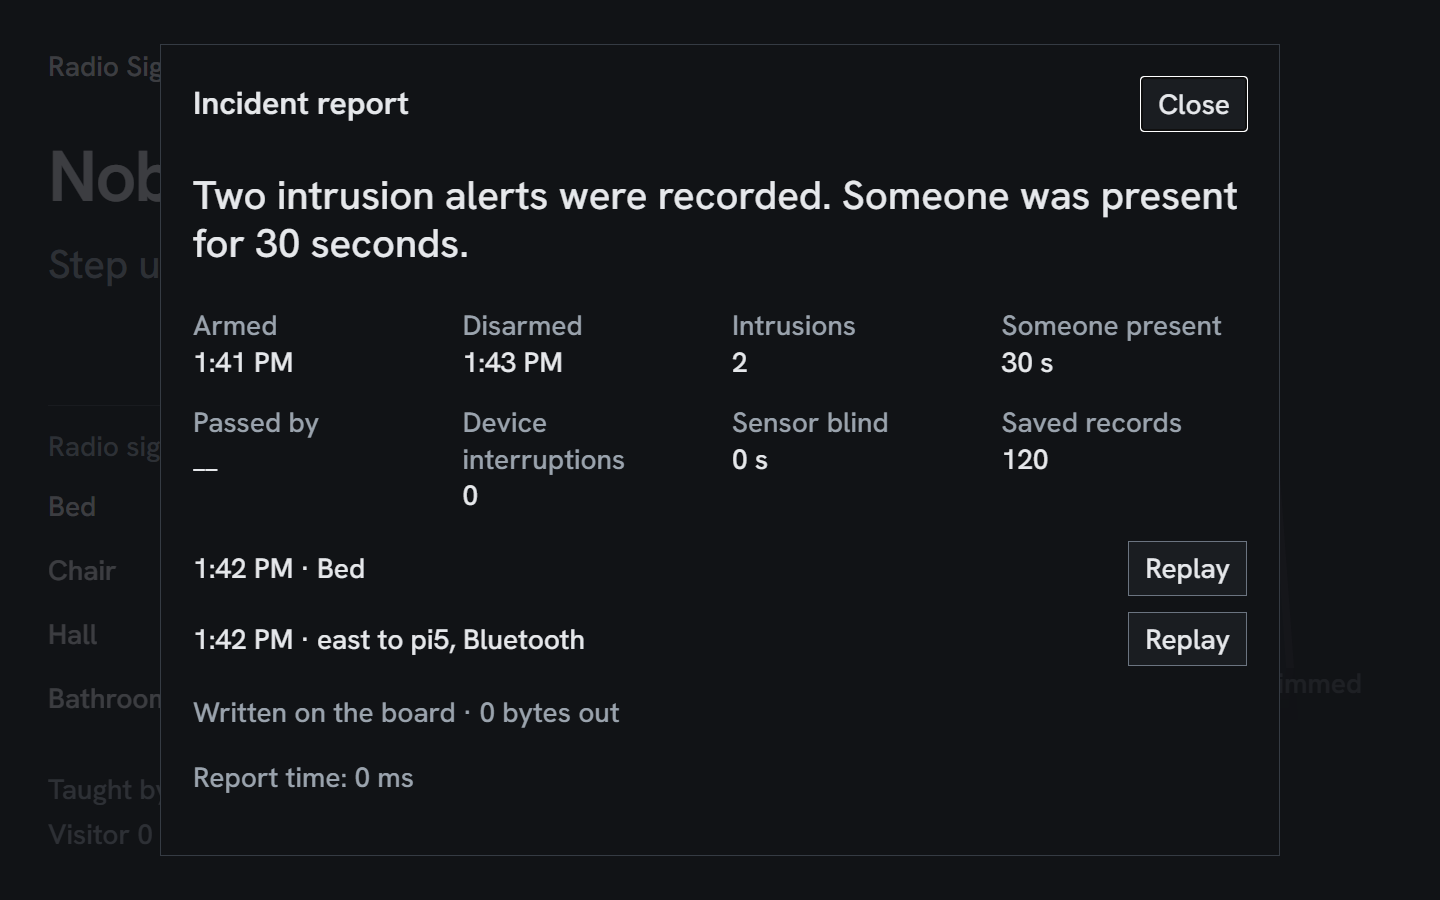 Radio Sig
Incident report
Close
Nob
Two intrusion alerts were recorded. Someone was present
for 30 seconds.
Step u
Armed
1:41 PM
Disarmed
1:43 PM
Intrusions
2
Someone present
30 s
Passed by
__
Device
interruptions
0
Sensor blind
0 s
Saved records
120
Radio sig
Bed
Chair
Hall
Bathroom
1:42 PM · Bed
Replay
1:42 PM · east to pi5, Bluetooth
Replay
immed
Written on the board · 0 bytes out
Report time: 0 ms
Taught by
Visitor 0